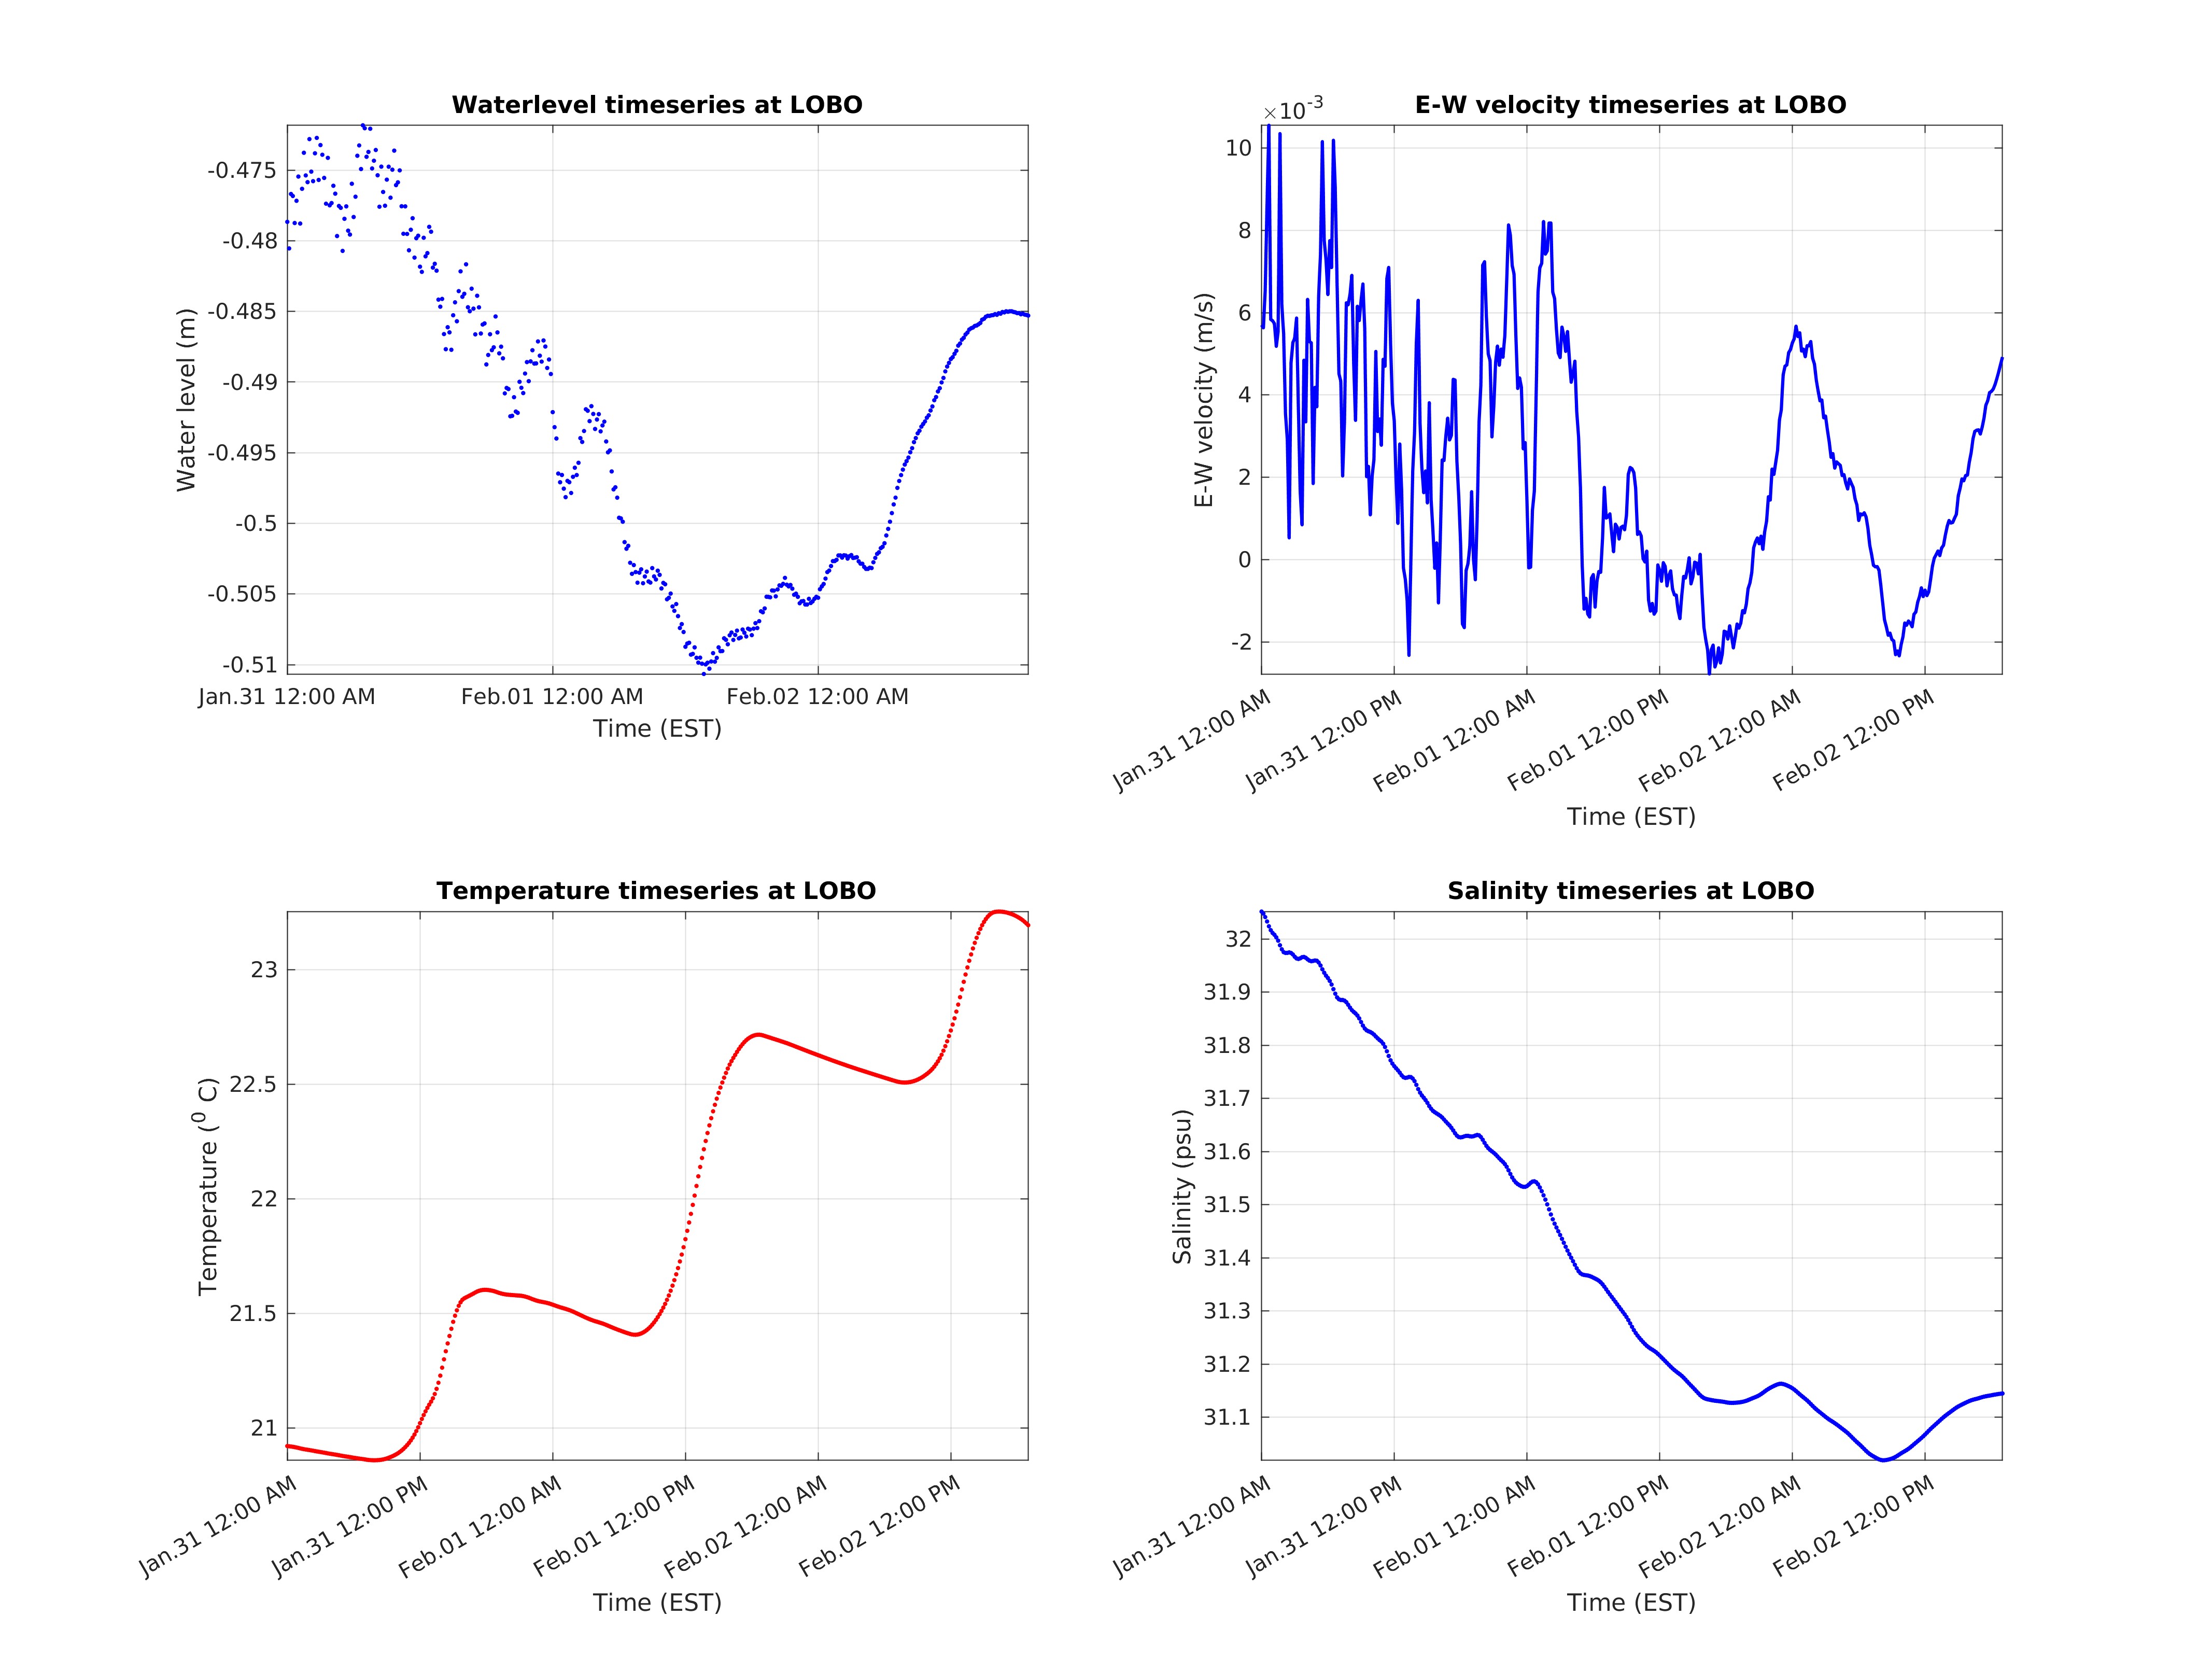 Waterlevel timeseries at LOBO
-0.475
-0.48
-0.485
-0.49
-0.495
-0.5
-0.505
-0.51
Water level (m)
Jan.31 12:00 AM
Feb.01 12:00 AM
Feb.02 12:00 AM
Time (EST)
E-W velocity timeseries at LOBO
×10-3
10
8
6
4
2
0
-2
E-W velocity (m/s)
Jan.31 12:00 AM
Jan.31 12:00 PM
Feb.01 12:00 AM
Feb.01 12:00 PM
Feb.02 12:00 AM
Feb.02 12:00 PM
Time (EST)
Temperature timeseries at LOBO
23
22.5
22
21.5
21
Temperature (0 C)
Jan.31 12:00 AM
Jan.31 12:00 PM
Feb.01 12:00 AM
Feb.01 12:00 PM
Feb.02 12:00 AM
Feb.02 12:00 PM
Time (EST)
Salinity timeseries at LOBO
32
31.9
31.8
31.7
31.6
31.5
31.4
31.3
31.2
31.1
Salinity (psu)
Jan.31 12:00 AM
Jan.31 12:00 PM
Feb.01 12:00 AM
Feb.01 12:00 PM
Feb.02 12:00 AM
Feb.02 12:00 PM
Time (EST)